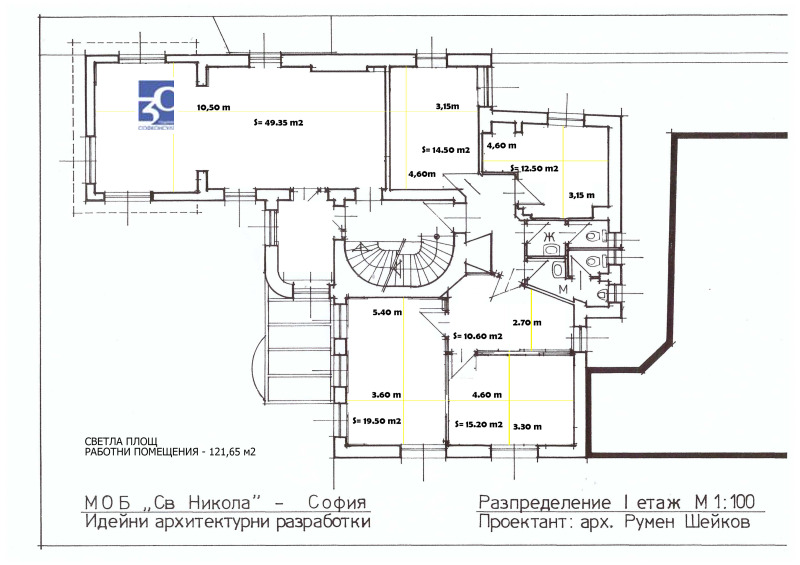 30
ГОДИНИ
СОФКОНСУЛТ
10,50 m
S= 49.35 m2
3,15m
S= 14.50 m2
4,60m
4,60 m
S= 12.50 m2
3,15 m
Ж
М
5.40 m
3.60 m
S= 19.50 m2
2.70 m
S= 10.60 m2
4.60 m
S= 15.20 m2
3.30 m
СВЕТЛА ПЛОЩ
РАБОТНИ ПОМЕЩЕНИЯ - 121,65 м2
МОБ „Св Никола” – София
Идейни архитектурни разработки
Разпределение I етаж М 1:100
Проектант: арх. Румен Шейков